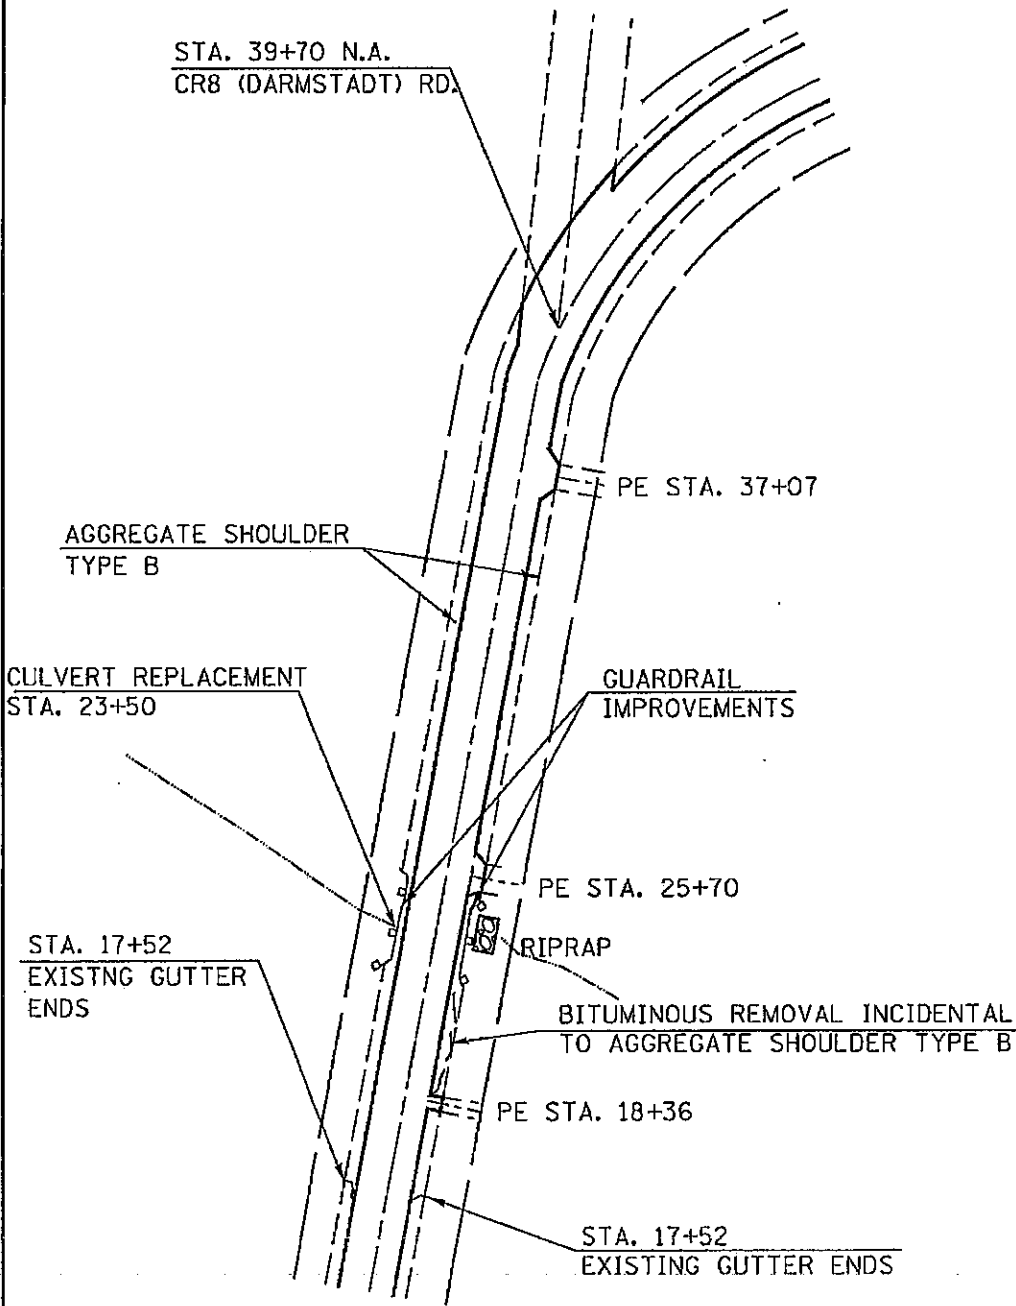 STA. 39+70 N.A.
CR8 (DARMSTADT) RD.
PE STA. 37+07
AGGREGATE SHOULDER
TYPE B
CULVERT REPLACEMENT
STA. 23+50
GUARDRAIL
IMPROVEMENTS
PE STA. 25+70
STA. 17+52
EXISTNG GUTTER
ENDS
RIPRAP
BITUMINOUS REMOVAL INCIDENTAL
TO AGGREGATE SHOULDER TYPE B
PE STA. 18+36
STA. 17+52
EXISTING GUTTER ENDS